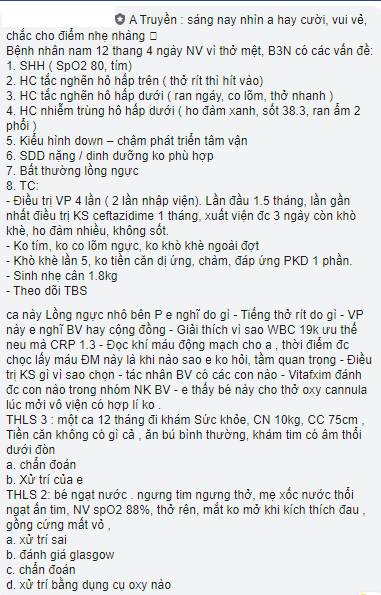 A Truyền : sáng nay nhìn a hay cười, vui vẻ,
chắc cho điểm nhẹ nhàng
Bệnh nhân nam 12 thang 4 ngày NV vì thở mệt, B3N có các vấn đề:
1. SHH ( SpO2 80, tím)
2. HC tắc nghẽn hô hấp trên ( thở rít thì hít vào)
3. HC tắc nghẽn hô hấp dưới ( ran ngáy, co lõm, thở nhanh )
4. HC nhiễm trùng hô hấp dưới ( ho đàm xanh, sốt 38.3, ran ẩm 2
phổi )
5. Kiểu hình down – chậm phát triển tâm vận
6. SDD nặng / dinh dưỡng ko phù hợp
7. Bất thường lồng ngực
8. TC:
- Điều trị VP 4 lần ( 2 lần nhập viện). Lần đầu 1.5 tháng, lần gần
nhất điều trị KS ceftazidime 1 tháng, xuất viện đc 3 ngày còn khò
khè, ho đàm nhiều, không sốt.
- Ko tím, ko co lõm ngực, ko khò khè ngoài đợt
- Khò khè lần 5, ko tiền căn dị ứng, chàm, đáp ứng PKD 1 phần.
- Sinh nhẹ cân 1.8kg
- Theo dõi TBS
ca này Lồng ngực nhô bên P e nghĩ do gì - Tiếng thở rít do gì - VP
này e nghĩ BV hay cộng đồng - Giải thích vì sao WBC 19k ưu thế
neu mà CRP 1.3 - Đọc khí máu động mạch cho a , thời điểm đc
chọc lấy máu ĐM này là khi nào sao e ko hỏi, tầm quan trọng - Điều
trị KS gì vì sao chọn - tác nhân BV có các con nào - Vitafxim đánh
đc con nào trong nhóm NK BV - e thấy bé này cho thở oxy cannula
lúc mới vô viện có hợp lí ko .
THLS 3 : một ca 12 tháng đi khám Sức khỏe, CN 10kg, CC 75cm ,
Tiền căn không có gì cả , ăn bú bình thường, khám tim có âm thổi
dưới đòn
a. chẩn đoán
b. Xử trí của e
THLS 2: bé ngạt nước . ngưng tim ngưng thở, mẹ xốc nước thổi
ngạt ấn tim, NV spO2 88%, thở rên, mắt ko mở khi kích thích đau ,
gồng cứng mất vỏ ,
a. xử trí sai
b. đánh giá glasgow
c. chẩn đoán
d. xử trí bằng dụng cụ oxy nào